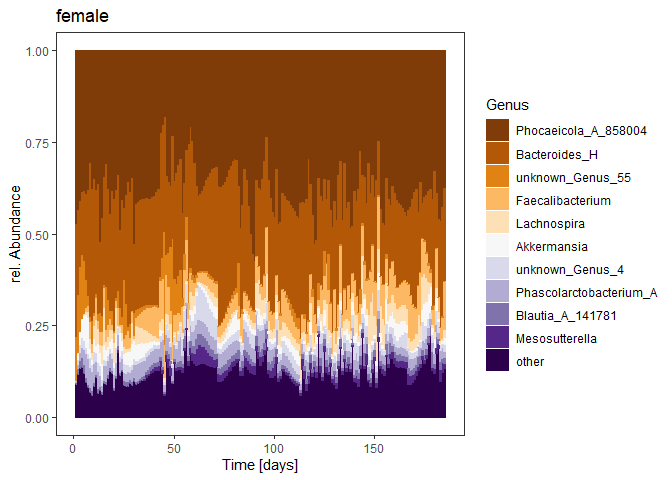 female
1.00
0.75
0.50
0.25
0.00
rel. Abundance
0
50
100
150
Time [days]
Genus
Phocaeicola_A_858004
Bacteroides_H
unknown_Genus_55
Faecalibacterium
Lachnospira
Akkermansia
unknown_Genus_4
Phascolarctobacterium_A
Blautia_A_141781
Mesosutterella
other